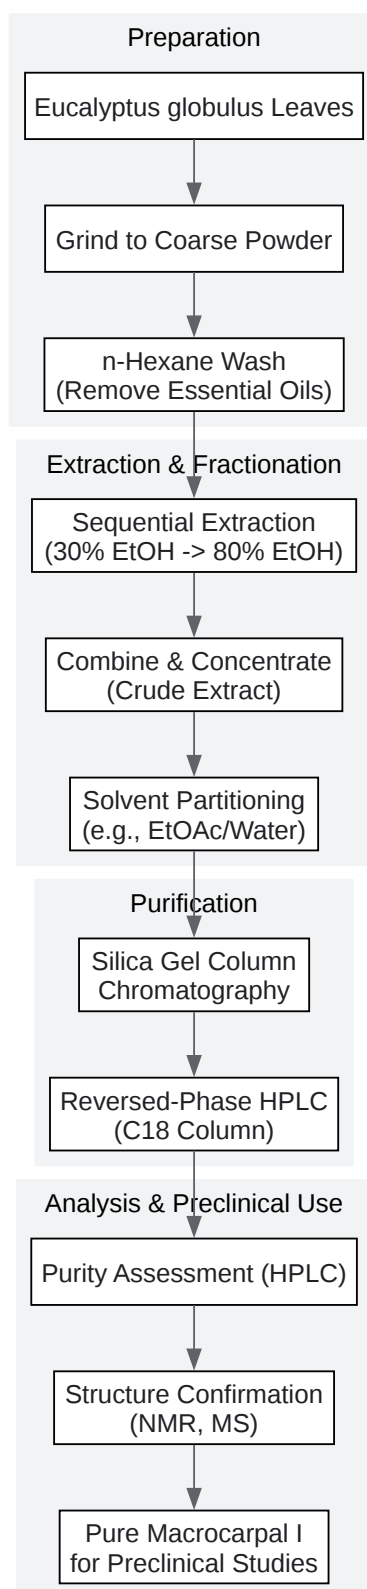 Preparation
Eucalyptus globulus Leaves
Grind to Coarse Powder
n-Hexane Wash
(Remove Essential Oils)
Extraction & Fractionation
Sequential Extraction
(30% EtOH -> 80% EtOH)
Combine & Concentrate
(Crude Extract)
Solvent Partitioning
(e.g., EtOAc/Water)
Purification
Silica Gel Column
Chromatography
Reversed-Phase HPLC
(C18 Column)
Analysis & Preclinical Use
Purity Assessment (HPLC)
Structure Confirmation
(NMR, MS)
Pure Macrocarpal I
for Preclinical Studies